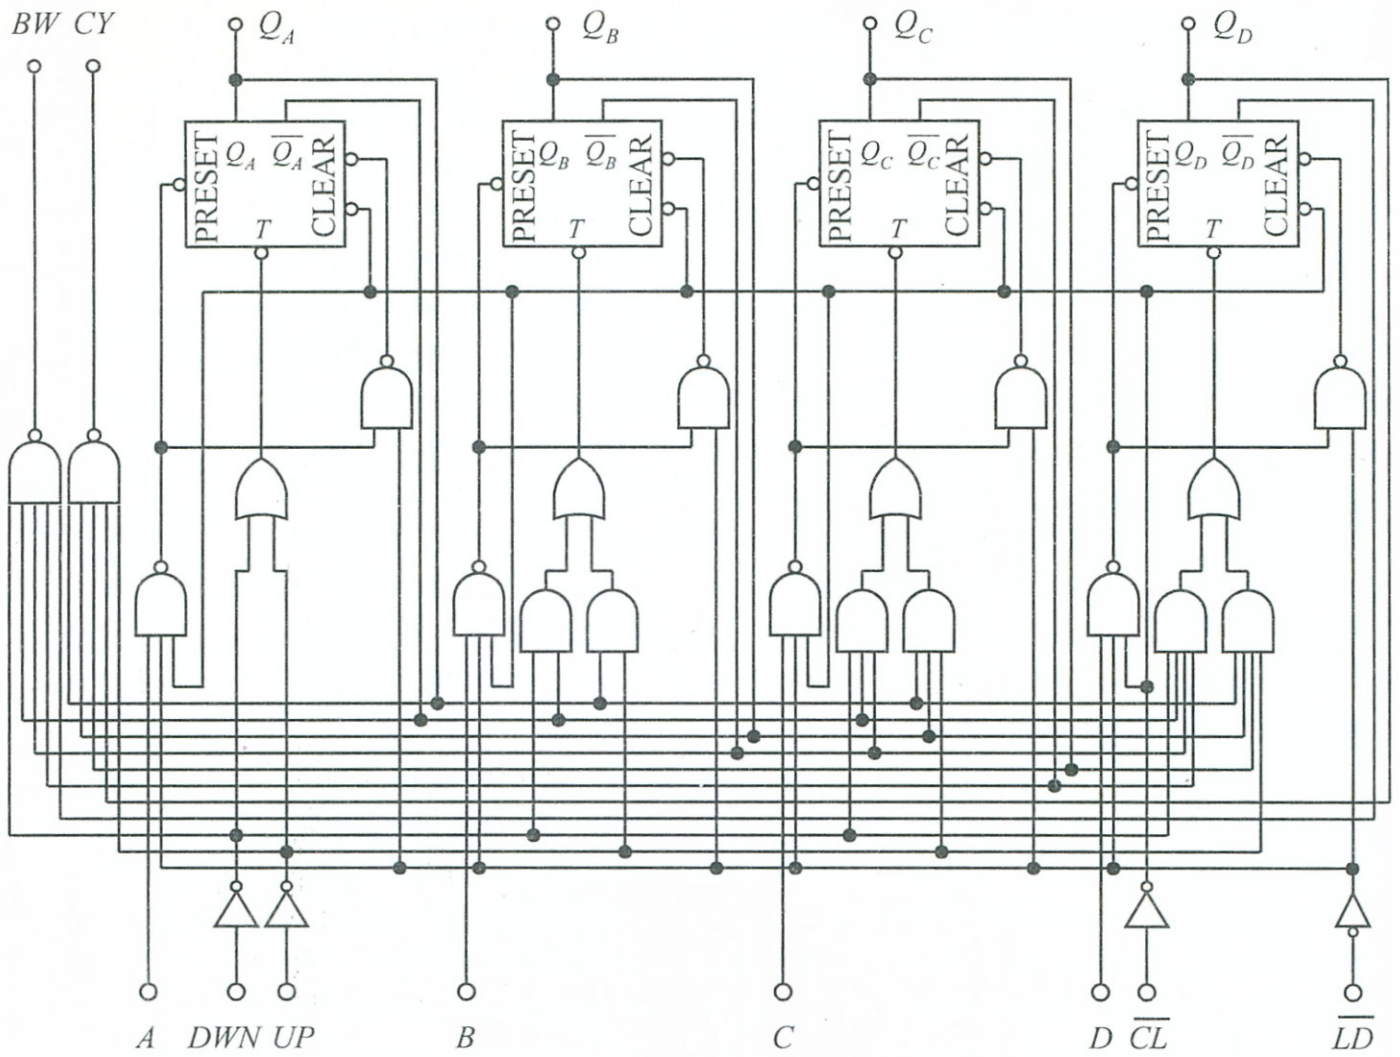 BW CY Q_A Q_B Q_C Q_D
PRESET Q_A \overline{Q_A} CLEAR T
PRESET Q_B \overline{Q_B} CLEAR T
PRESET Q_C \overline{Q_C} CLEAR T
PRESET Q_D \overline{Q_D} CLEAR T
A DWN UP B C D \overline{CL} \overline{LD}